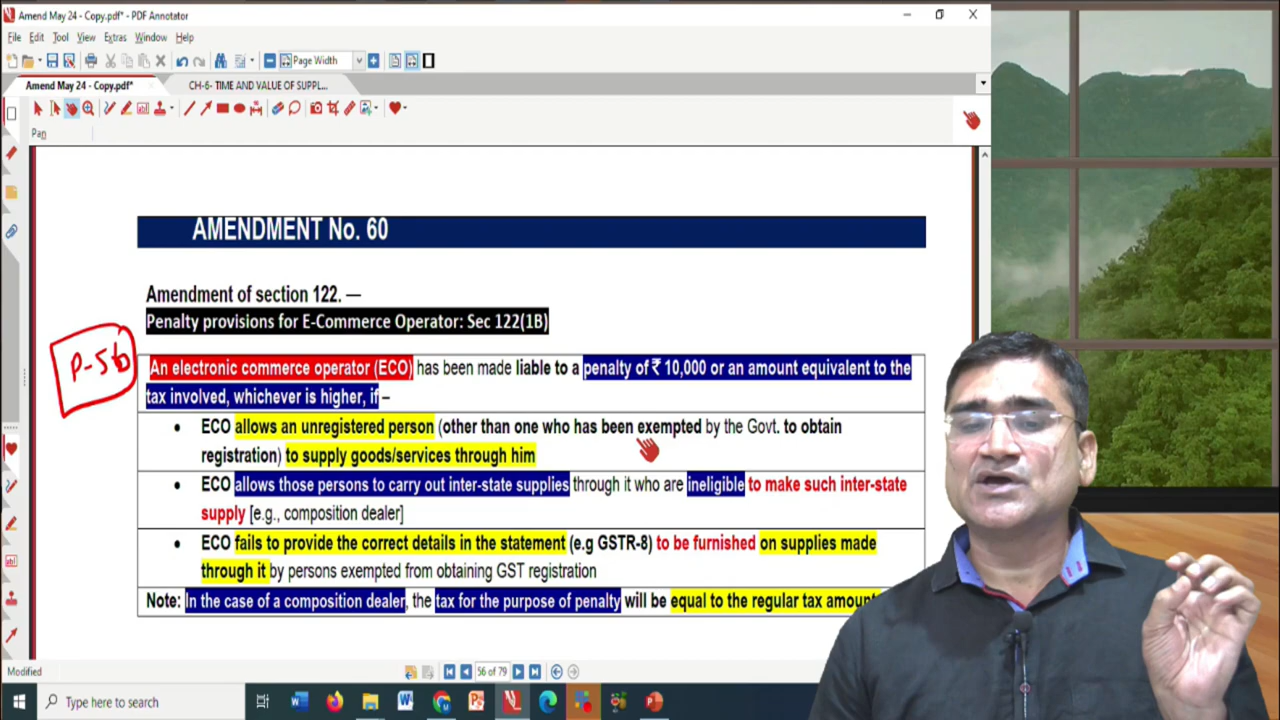 Amend May 24 - Copy.pdf* - PDF Annotator
File Edit Tool View Extras Window Help
Page Width
Amend May 24 - Copy.pdf* CH-6- TIME AND VALUE OF SUPPL...
Pan
AMENDMENT No. 60
Amendment of section 122. —
Penalty provisions for E-Commerce Operator: Sec 122(1B)
P-56
An electronic commerce operator (ECO) has been made liable to a penalty of ₹ 10,000 or an amount equivalent to the
tax involved, whichever is higher, if –
• ECO allows an unregistered person (other than one who has been exempted by the Govt. to obtain
registration) to supply goods/services through him
• ECO allows those persons to carry out inter-state supplies through it who are ineligible to make such inter-state
supply [e.g., composition dealer]
• ECO fails to provide the correct details in the statement (e.g GSTR-8) to be furnished on supplies made
through it by persons exempted from obtaining GST registration
Note: In the case of a composition dealer, the tax for the purpose of penalty will be equal to the regular tax amount
Modified
56 of 79
Type here to search